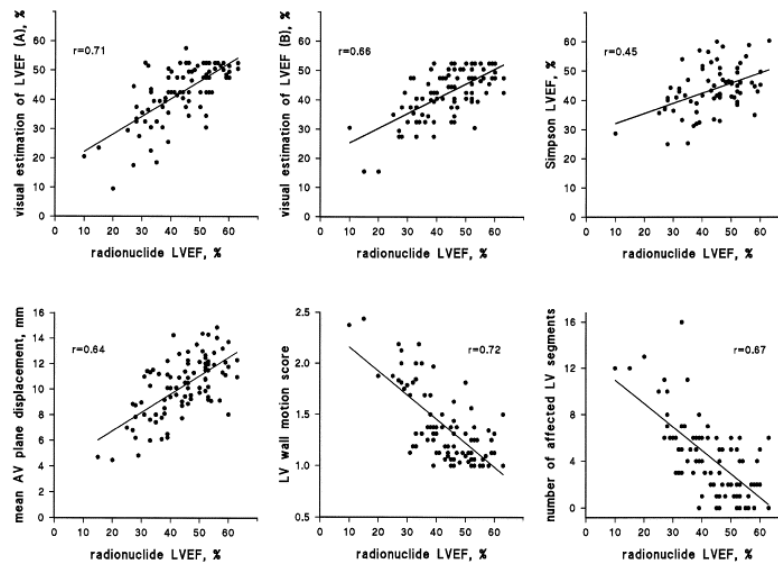 visual estimation of LVEF (A), %
60
50
40
30
20
10
0
r=0.71
0 10 20 30 40 50 60
radionuclide LVEF, %
visual estimation of LVEF (B), %
60
50
40
30
20
10
0
r=0.66
0 10 20 30 40 50 60
radionuclide LVEF, %
Simpson LVEF, %
60
50
40
30
20
10
0
r=0.45
0 10 20 30 40 50 60
radionuclide LVEF, %
mean AV plane displacement, mm
16
14
12
10
8
6
4
2
0
r=0.64
0 10 20 30 40 50 60
radionuclide LVEF, %
LV wall motion score
2.5
2.0
1.5
1.0
0.5
r=0.72
0 10 20 30 40 50 60
radionuclide LVEF, %
number of affected LV segments
16
12
8
4
0
r=0.67
0 10 20 30 40 50 60
radionuclide LVEF, %